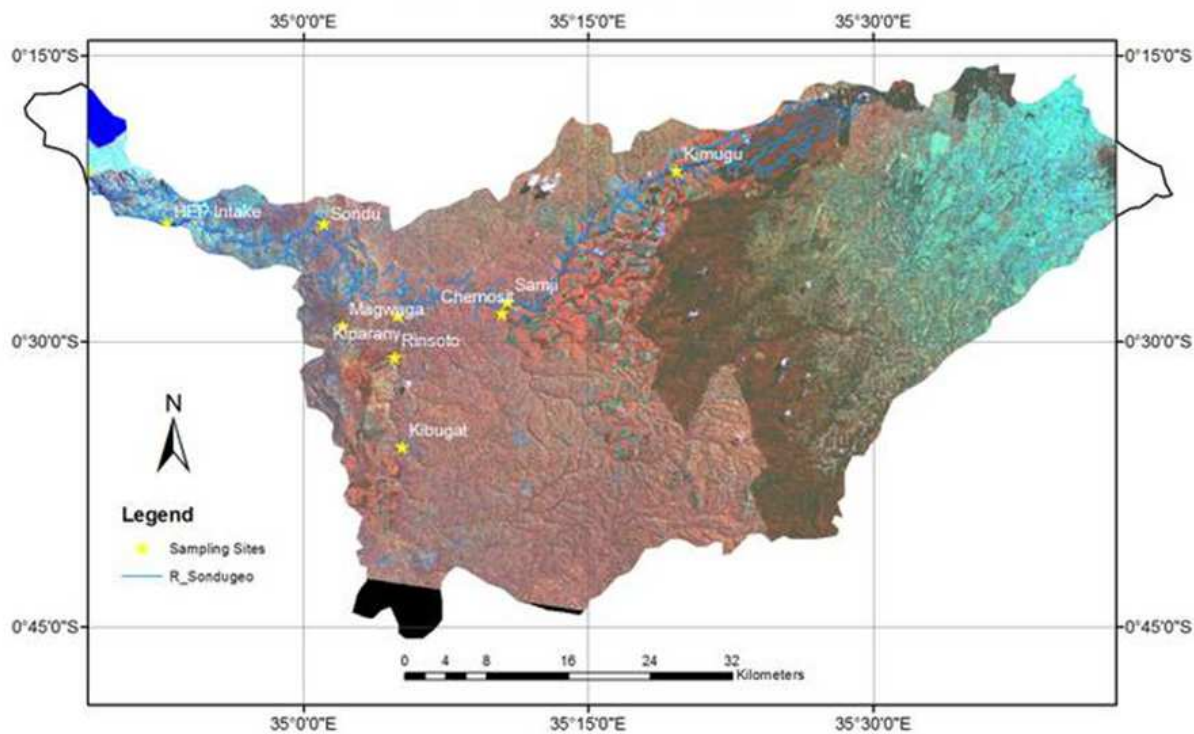 35°0'0"E 35°15'0"E 35°30'0"E
0°15'0"S 0°15'0"S
Kimugu
HEP Intake Sondu
Samji
Chemosit
Magwaga
Kiparany
Rinsoto
0°30'0"S 0°30'0"S
N
Kibugat
Legend
Sampling Sites
R_Sondugeo
0°45'0"S 0°45'0"S
0 4 8 16 24 32
Kilometers
35°0'0"E 35°15'0"E 35°30'0"E